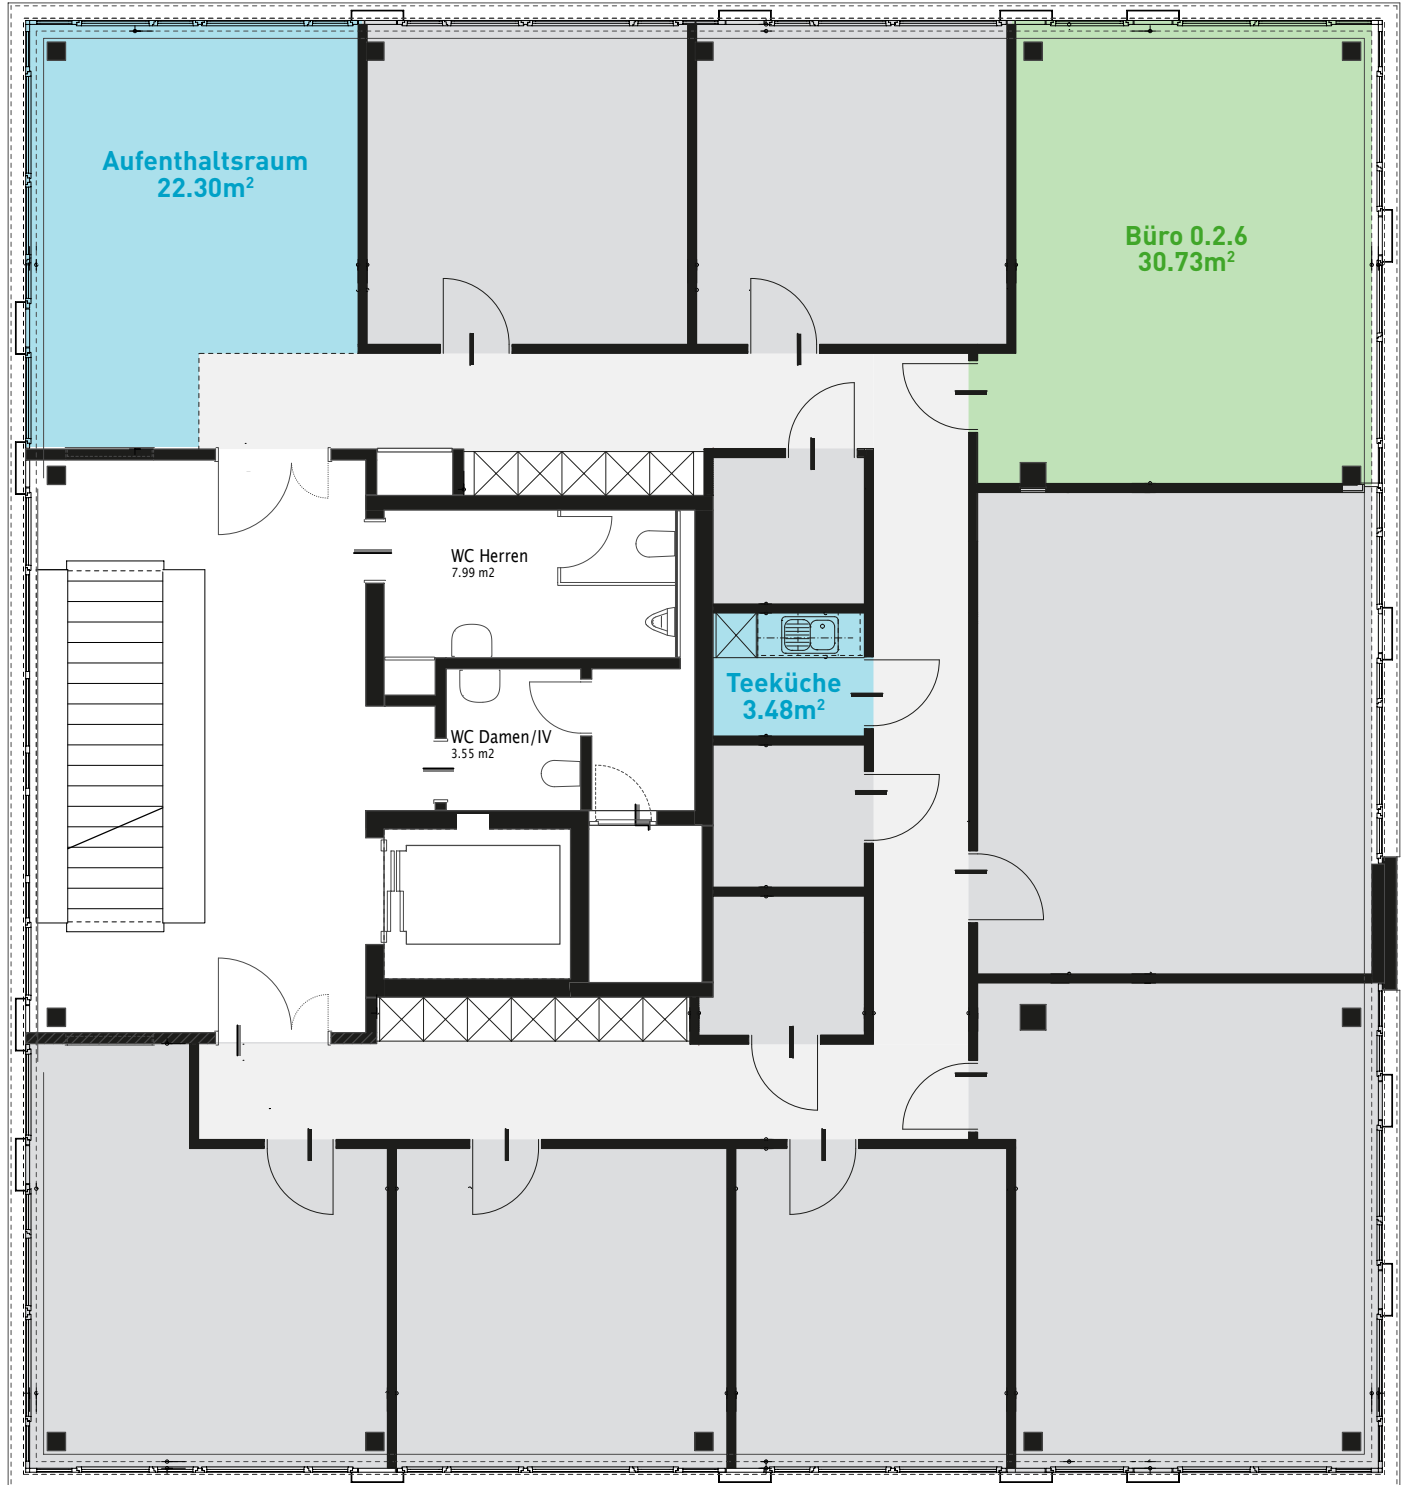 Aufenthaltsraum
22.30m²
Büro 0.2.6
30.73m²
WC Herren
7.99 m2
Teeküche
3.48m²
WC Damen/IV
3.55 m2